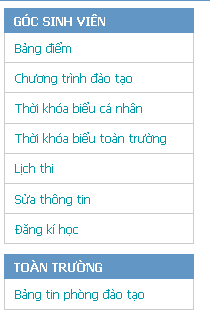 GÓC SINH VIÊN
Bảng điểm
Chương trình đào tạo
Thời khóa biểu cá nhân
Thời khóa biểu toàn trường
Lịch thi
Sửa thông tin
Đăng kí học
TOÀN TRƯỜNG
Bảng tin phòng đào tạo